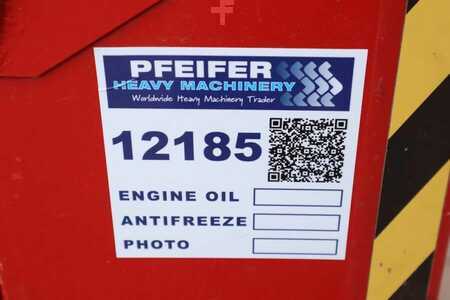 PFEIFER
HEAVY MACHINERY
Worldwide Heavy Machinery Trader
12185
ENGINE OIL
ANTIFREEZE
PHOTO